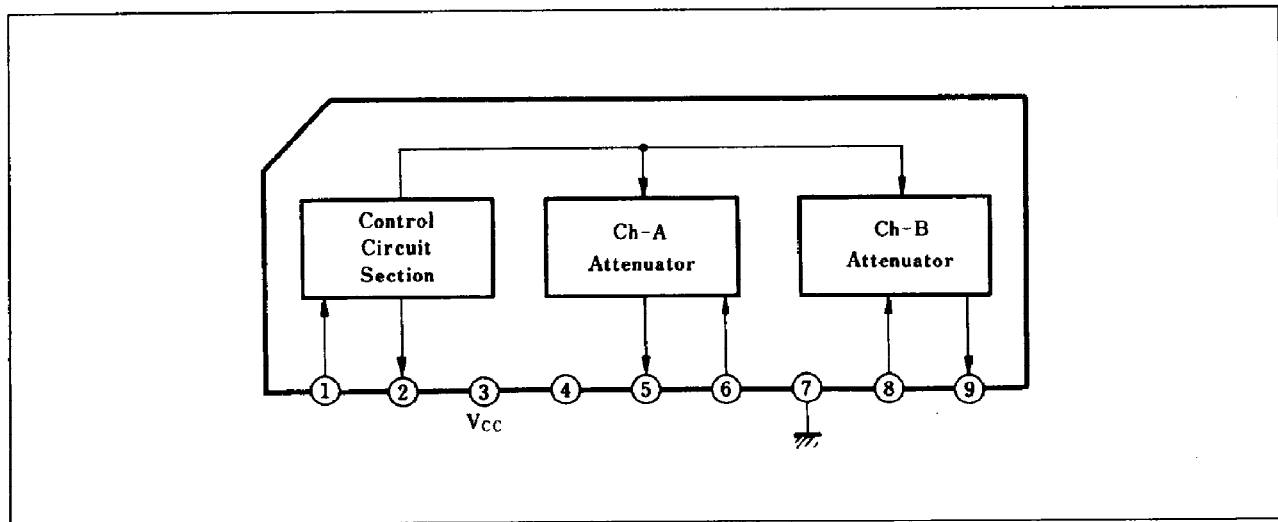 Control
Circuit
Section
Ch-A
Attenuator
Ch-B
Attenuator
1 2 3 4 5 6 7 8 9
VCC